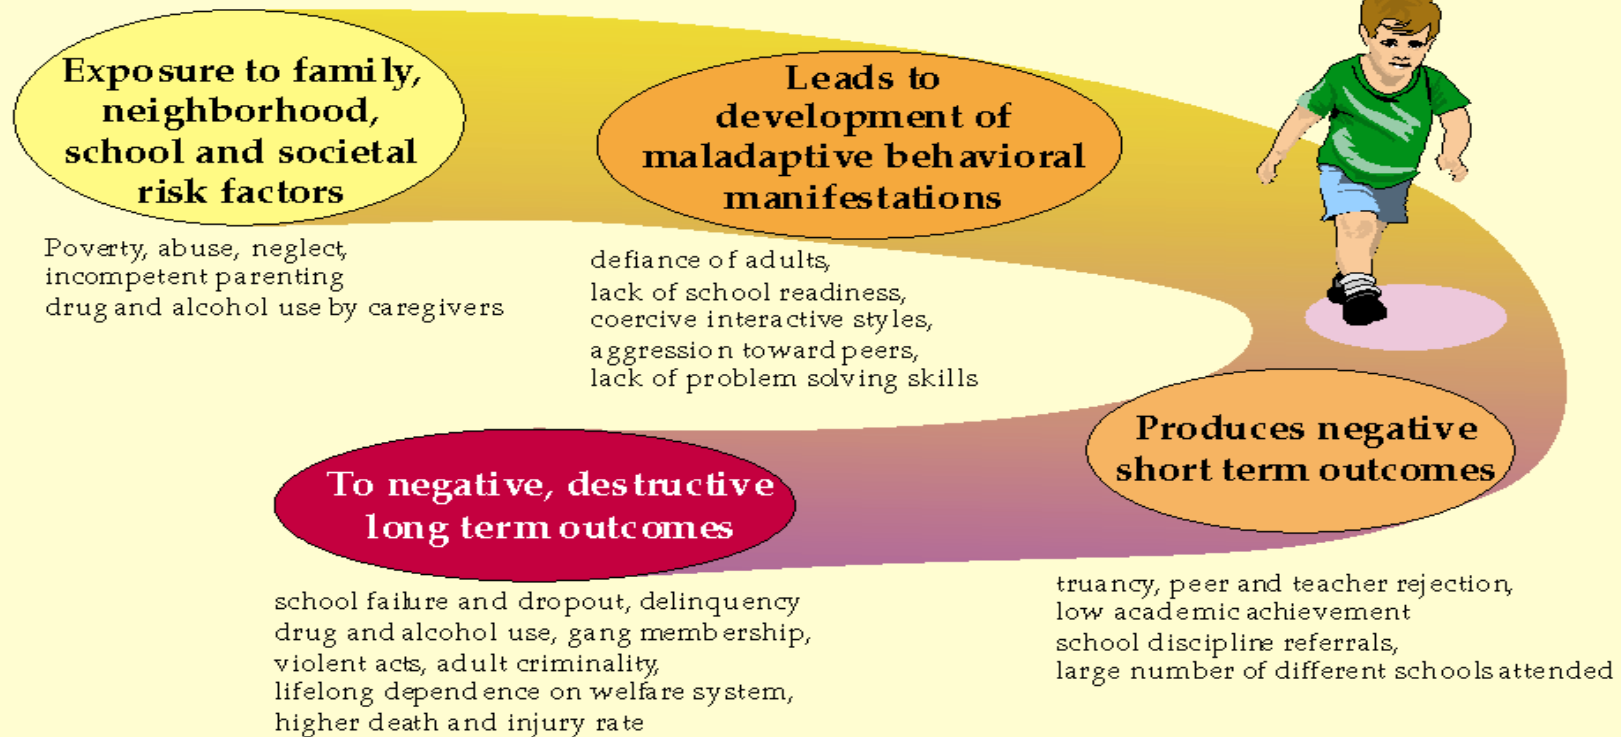 Exposure to family,
neighborhood,
school and societal
risk factors
Poverty, abuse, neglect,
incompetent parenting
drug and alcohol use by caregivers
Leads to
development of
maladaptive behavioral
manifestations
defiance of adults,
lack of school readiness,
coercive interactive styles,
aggression toward peers,
lack of problem solving skills
Produces negative
short term outcomes
truancy, peer and teacher rejection,
low academic achievement
school discipline referrals,
large number of different schools attended
To negative, destructive
long term outcomes
school failure and dropout, delinquency
drug and alcohol use, gang membership,
violent acts, adult criminality,
lifelong dependence on welfare system,
higher death and injury rate